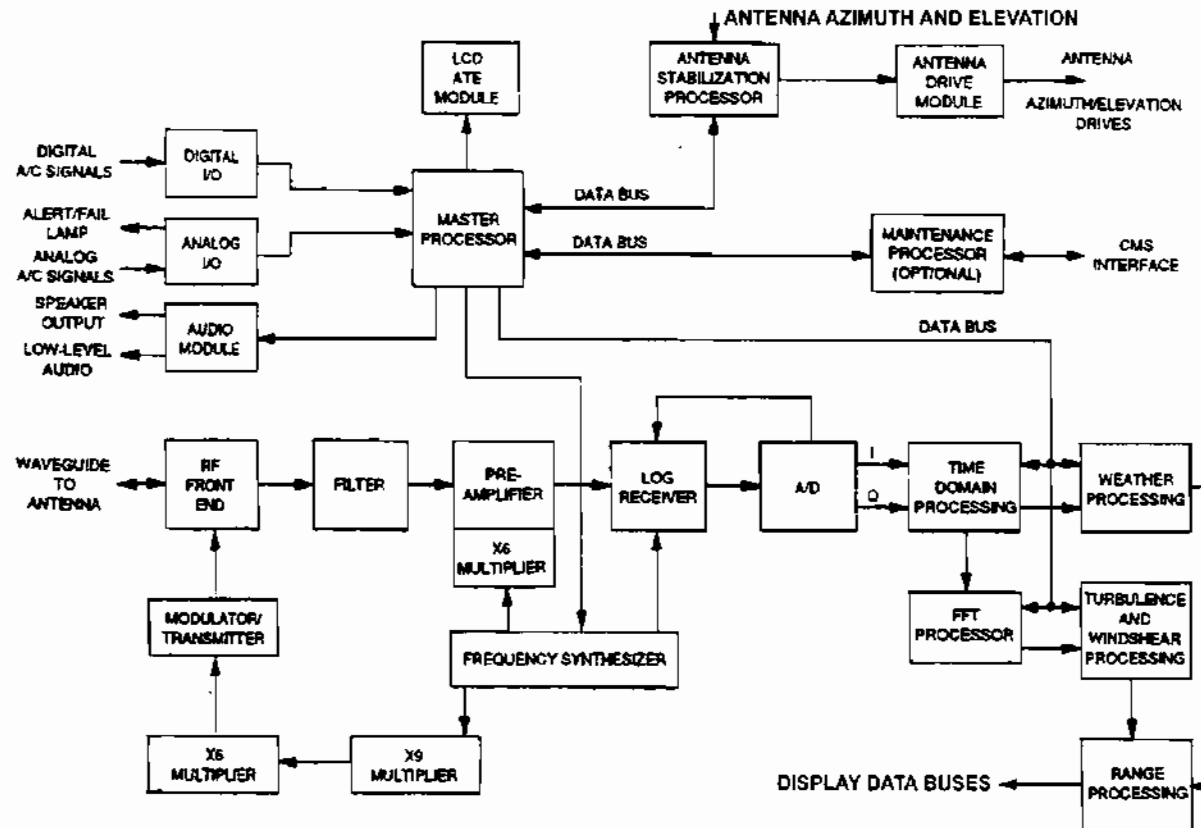 ANTENNA AZIMUTH AND ELEVATION
LCD
ATE
MODULE
ANTENNA
STABILIZATION
PROCESSOR
ANTENNA
DRIVE
MODULE
ANTENNA
AZIMUTH/ELEVATION
DRIVES
DIGITAL
A/C SIGNALS
DIGITAL
I/O
ALERT/FAIL
LAMP
ANALOG
A/C SIGNALS
ANALOG
I/O
MASTER
PROCESSOR
DATA BUS
DATA BUS
MAINTENANCE
PROCESSOR
(OPTIONAL)
CMS
INTERFACE
SPEAKER
OUTPUT
LOW-LEVEL
AUDIO
AUDIO
MODULE
DATA BUS
WAVEGUIDE
TO
ANTENNA
RF
FRONT
END
FILTER
PRE-
AMPLIFIER
X6
MULTIPLIER
LOG
RECEIVER
A/D
I
Q
TIME
DOMAIN
PROCESSING
WEATHER
PROCESSING
MODULATOR/
TRANSMITTER
FREQUENCY SYNTHESIZER
FFT
PROCESSOR
TURBULENCE
AND
WINDSHEAR
PROCESSING
X6
MULTIPLIER
X9
MULTIPLIER
DISPLAY DATA BUSES
RANGE
PROCESSING